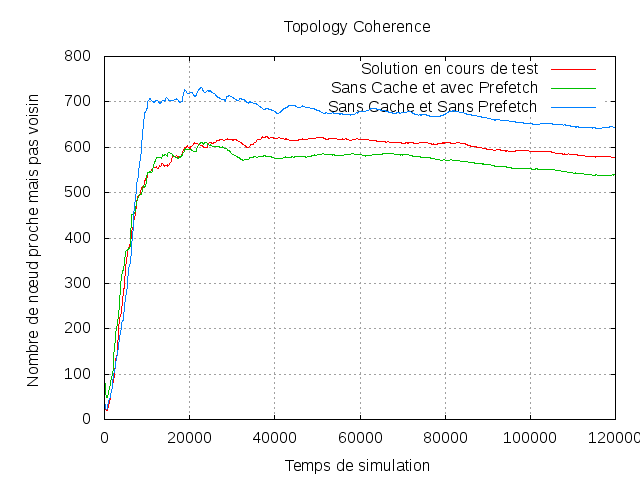 Topology Coherence
800
700
600
500
400
300
200
100
0
Nombre de nœud proche mais pas voisin
Solution en cours de test
Sans Cache et avec Prefetch
Sans Cache et Sans Prefetch
0 20000 40000 60000 80000 100000 120000
Temps de simulation